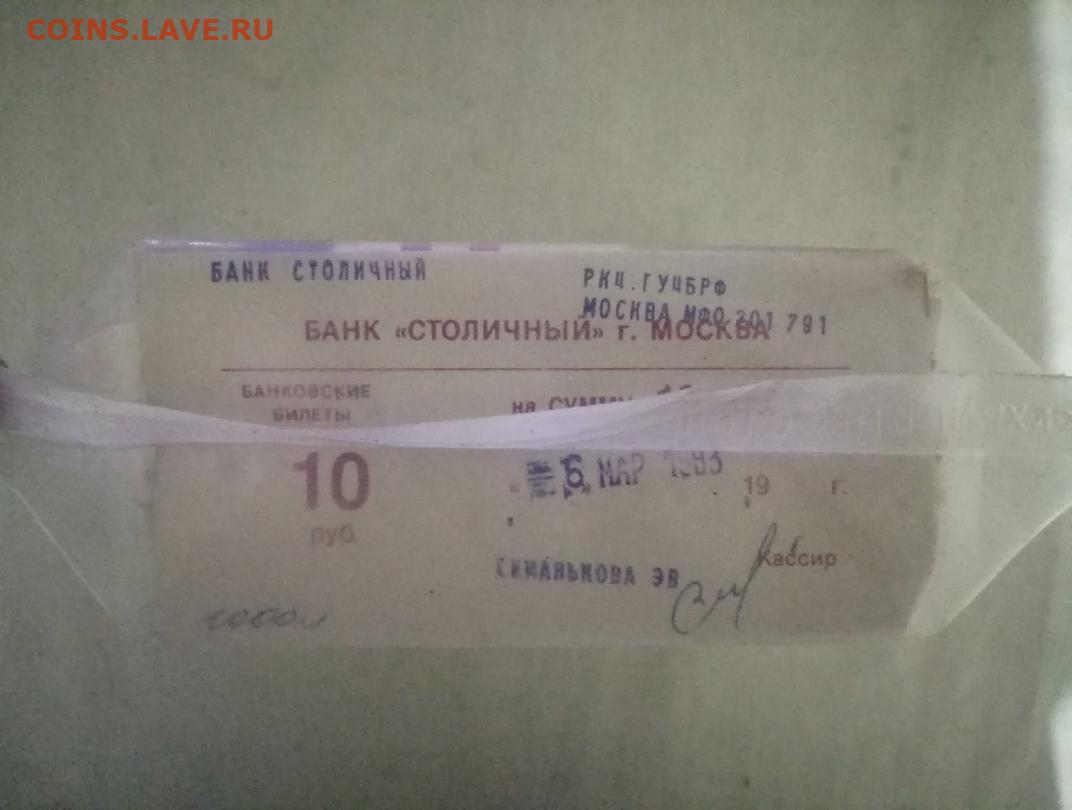 COINS.LAVE.RU
БАНК СТОЛИЧНЫЙ
РКЦ.ГУЦБРФ
МОСКВА МФО 201 791
БАНК «СТОЛИЧНЫЙ» г. МОСКВА
БАНКОВСКИЕ
БИЛЕТЫ
на СУММУ
10
руб
6 МАР 1993
19 г.
Кассир
СИМАНЬКОВА ЭВ